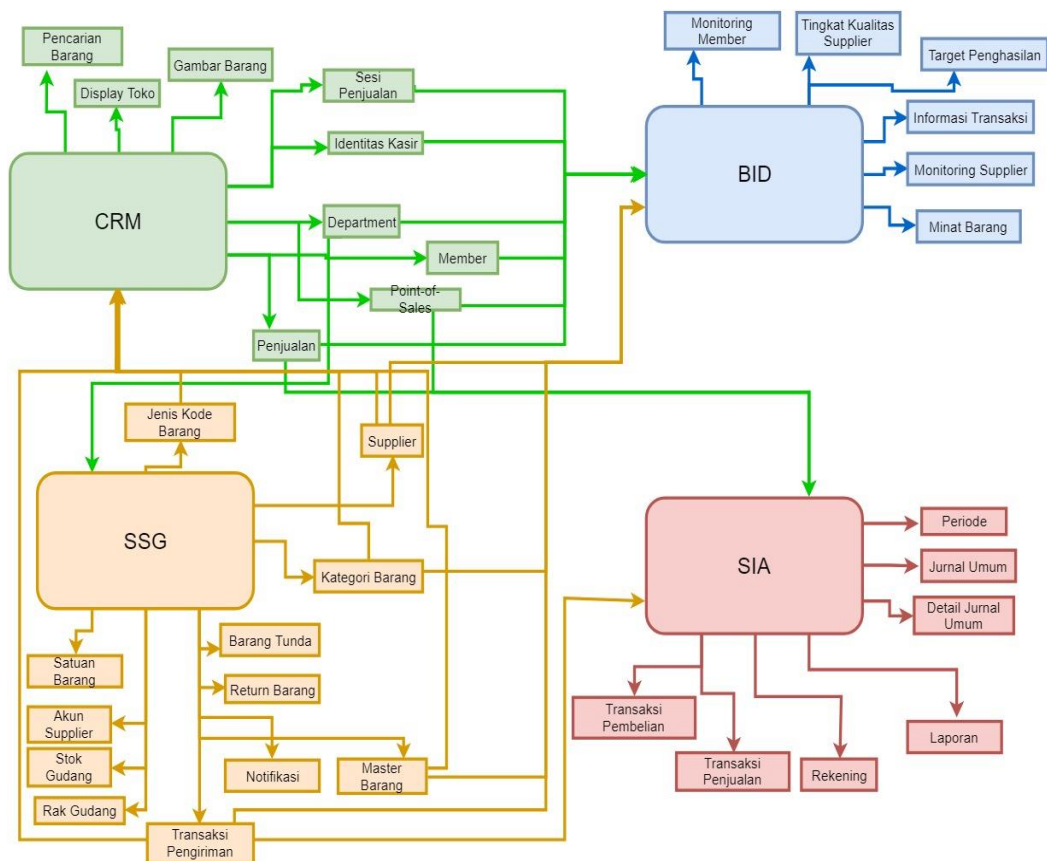 Pencarian
Barang
Display Toko
Gambar Barang
CRM
Sesi
Penjualan
Identitas Kasir
Department
Member
Point-of-
Sales
Penjualan
Monitoring
Member
Tingkat Kualitas
Supplier
Target Penghasilan
BID
Informasi Transaksi
Monitoring Supplier
Minat Barang
Jenis Kode
Barang
Supplier
SSG
Kategori Barang
Satuan
Barang
Barang Tunda
Return Barang
Akun
Supplier
Stok
Gudang
Rak Gudang
Notifikasi
Master
Barang
Transaksi
Pengiriman
SIA
Periode
Jurnal Umum
Detail Jurnal
Umum
Transaksi
Pembelian
Transaksi
Penjualan
Rekening
Laporan